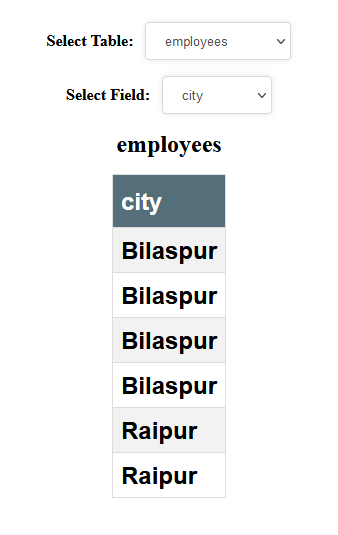 Select Table: employees
Select Field: city
employees
city
Bilaspur
Bilaspur
Bilaspur
Bilaspur
Raipur
Raipur